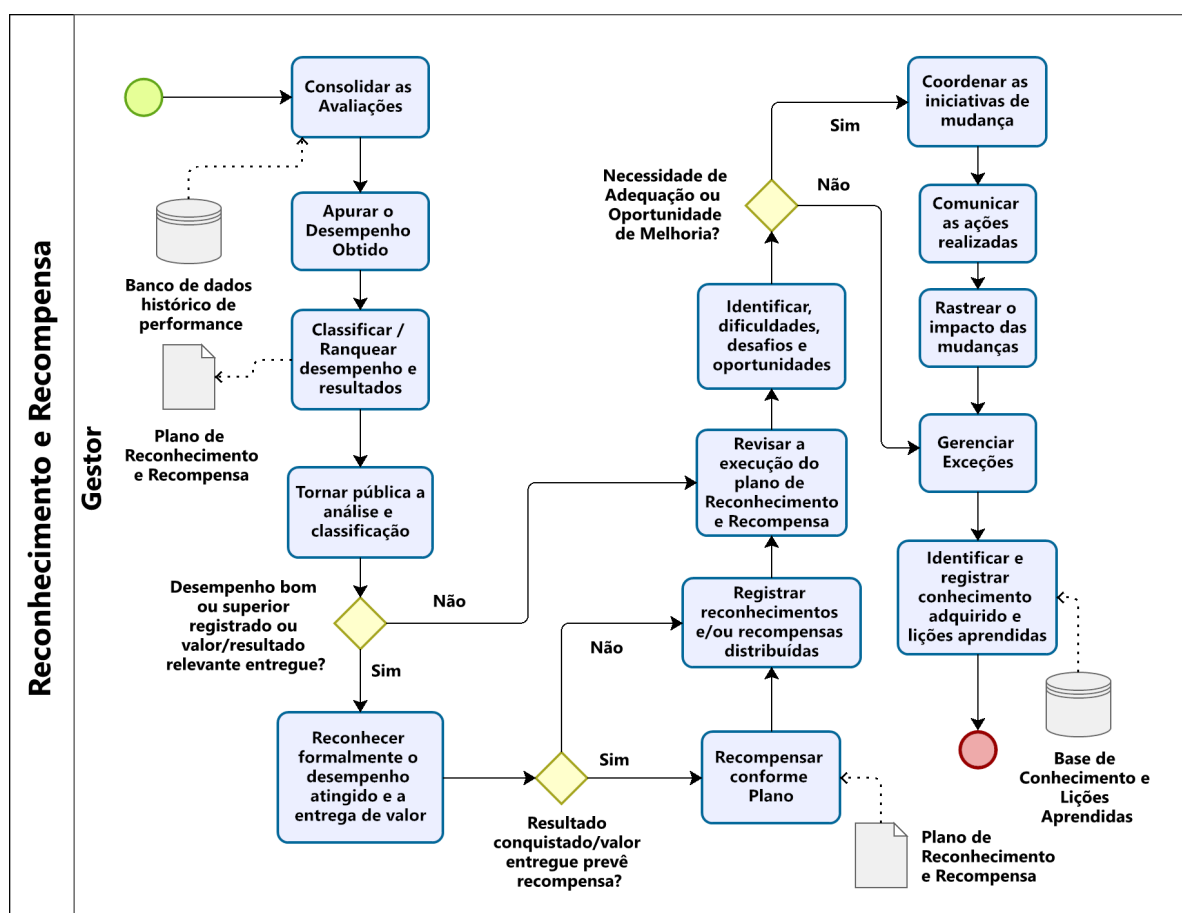 Reconhecimento e Recompensa
Gestor
Consolidar as
Avaliações
Banco de dados
histórico de
performance
Apurar o
Desempenho
Obtido
Classificar /
Ranquear
desempenho e
resultados
Plano de
Reconhecimento
e Recompensa
Tornar pública a
análise e
classificação
Desempenho bom
ou superior
registrado ou
valor/resultado
relevante entregue?
Não
Sim
Reconhecer
formalmente o
desempenho
atingido e a
entrega de valor
Resultado
conquistado/valor
entregue prevê
recompensa?
Não
Sim
Recompensar
conforme
Plano
Plano de
Reconhecimento
e Recompensa
Registrar
reconhecimentos
e/ou recompensas
distribuídas
Revisar a
execução do
plano de
Reconhecimento
e Recompensa
Identificar,
dificuldades,
desafios e
oportunidades
Necessidade de
Adequação ou
Oportunidade
de Melhoria?
Sim
Não
Coordenar as
iniciativas de
mudança
Comunicar
as ações
realizadas
Rastrear o
impacto das
mudanças
Gerenciar
Exceções
Identificar e
registrar
conhecimento
adquirido e
lições aprendidas
Base de
Conhecimento e
Lições
Aprendidas